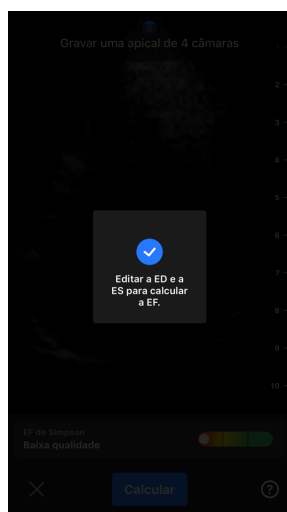 Gravar uma apical de 4 câmaras
1
2
3
4
5
6
7
8
9
10
Editar a ED e a
ES para calcular
a EF.
EF de Simpson
Baixa qualidade
Calcular
?